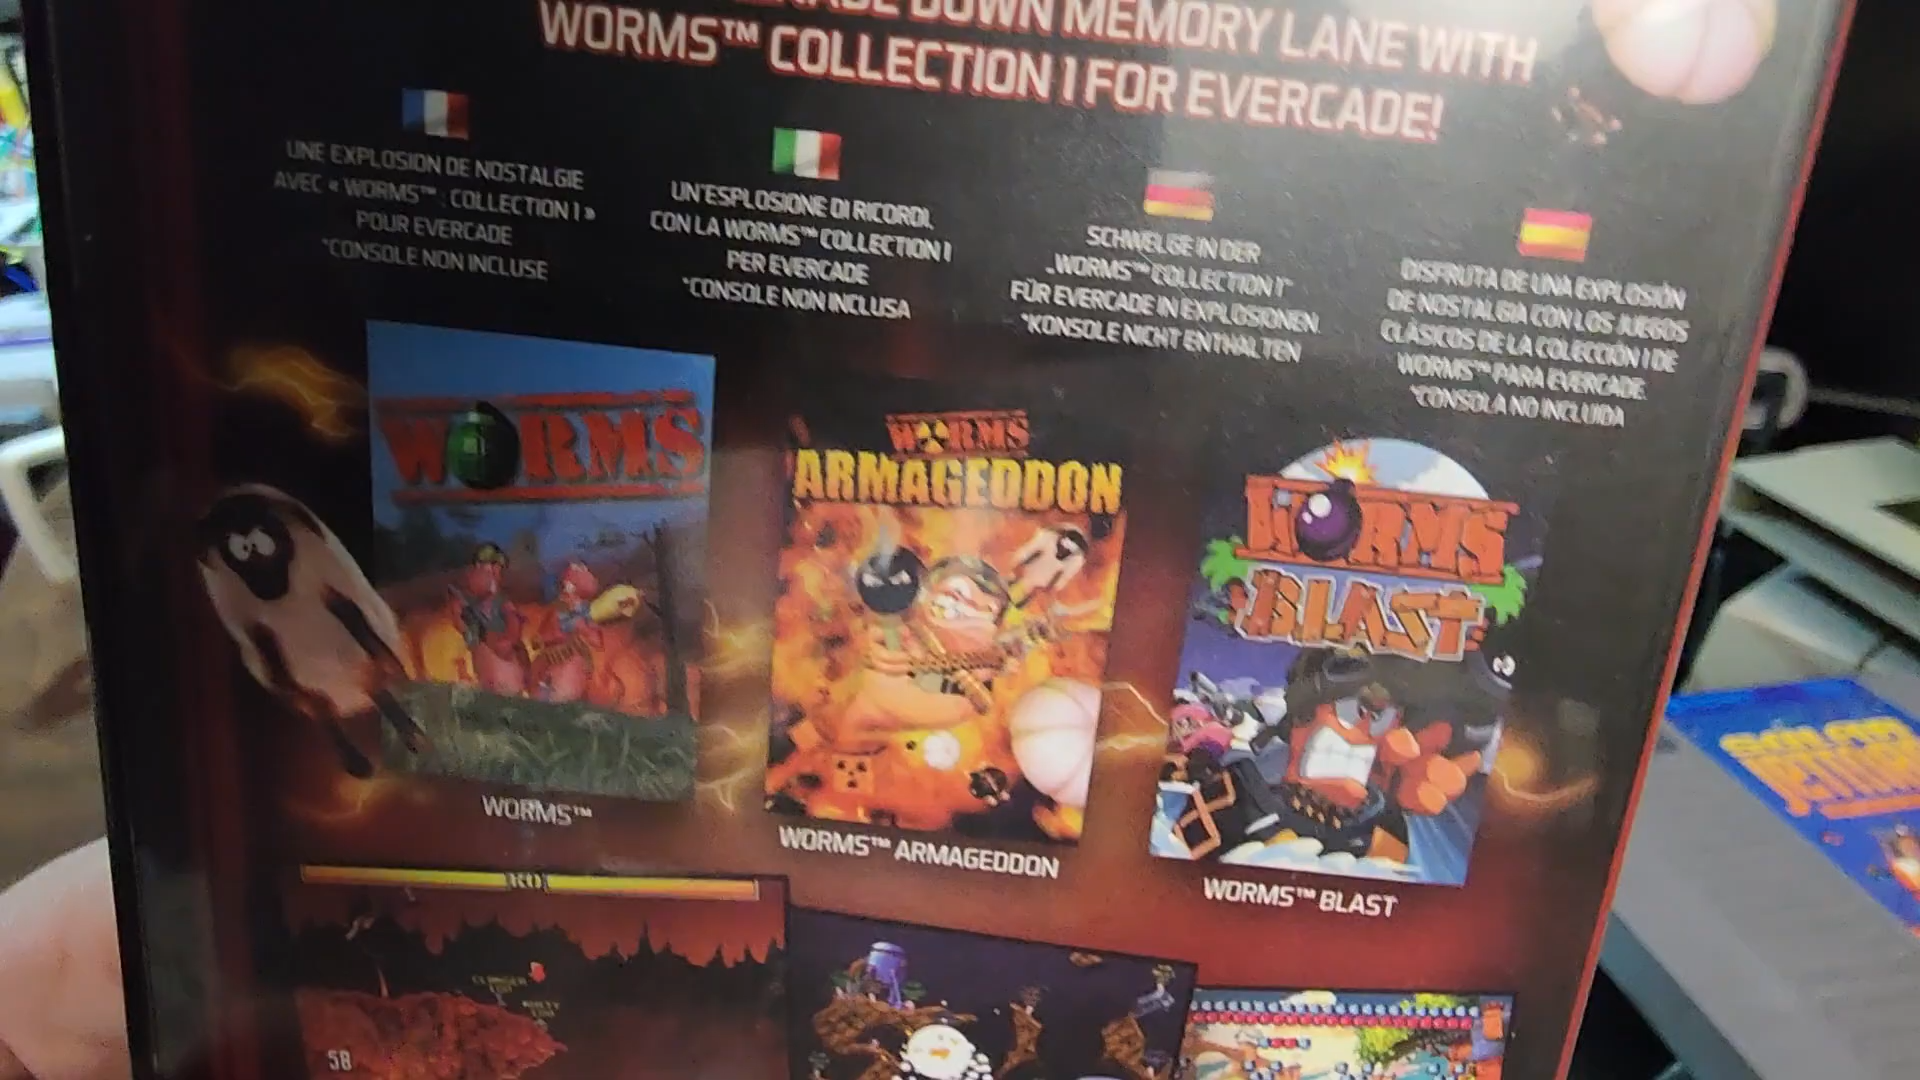 DOWN MEMORY LANE WITH
WORMS™ COLLECTION 1 FOR EVERCADE!
UNE EXPLOSION DE NOSTALGIE
AVEC « WORMS™ : COLLECTION 1 »
POUR EVERCADE
*CONSOLE NON INCLUSE
UN'ESPLOSIONE DI RICORDI,
CON LA WORMS™ COLLECTION 1
PER EVERCADE
*CONSOLE NON INCLUSA
SCHWELGE IN DER
„WORMS™ COLLECTION 1"
FÜR EVERCADE IN EXPLOSIONEN
*KONSOLE NICHT ENTHALTEN
DISFRUTA DE UNA EXPLOSIÓN
DE NOSTALGIA CON LOS JUEGOS
CLÁSICOS DE LA COLECCIÓN 1 DE
WORMS™ PARA EVERCADE.
*CONSOLA NO INCLUIDA
WORMS
WORMS
ARMAGEDDON
WORMS
BLAST
WORMS™
WORMS™ ARMAGEDDON
WORMS™ BLAST
58